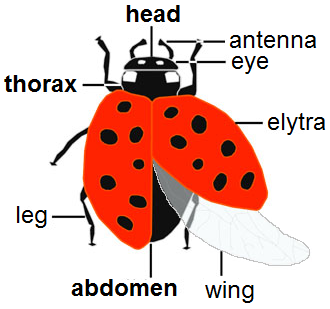 head
antenna
eye
thorax
elytra
leg
abdomen
wing